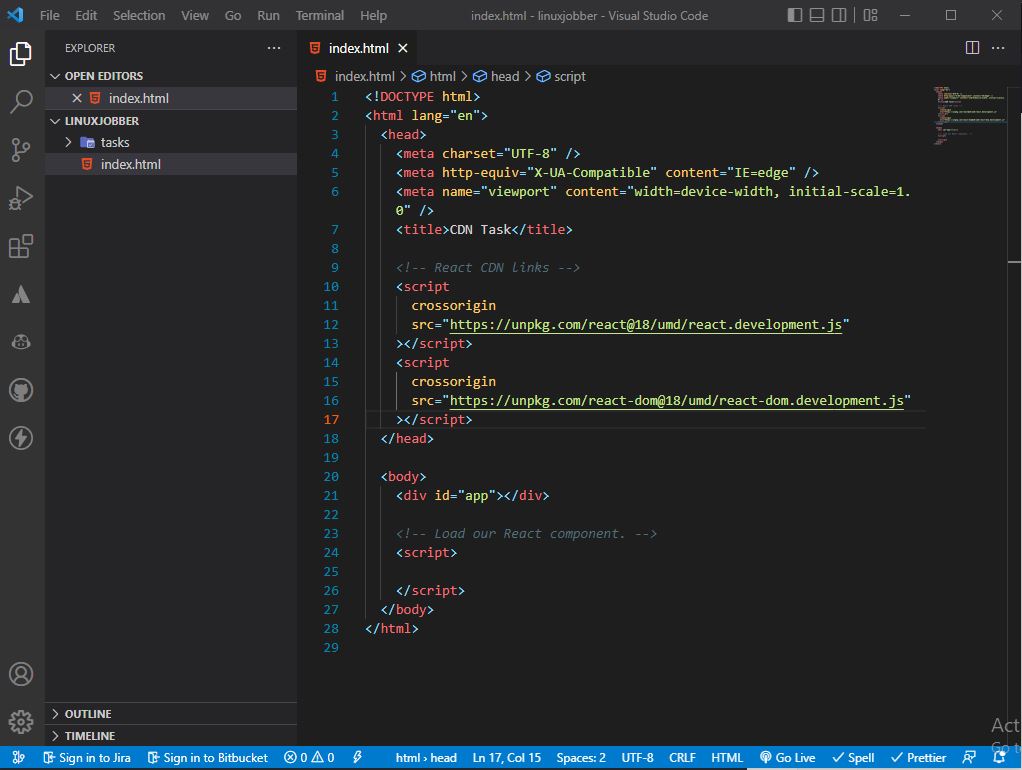 File Edit Selection View Go Run Terminal Help index.html - linuxjobber - Visual Studio Code
EXPLORER
OPEN EDITORS
index.html
LINUXJOBBER
tasks
index.html
OUTLINE
TIMELINE
index.html
index.html > html > head > script
1 <!DOCTYPE html>
2 <html lang="en">
3 <head>
4 <meta charset="UTF-8" />
5 <meta http-equiv="X-UA-Compatible" content="IE=edge" />
6 <meta name="viewport" content="width=device-width, initial-scale=1.
0" />
7 <title>CDN Task</title>
8
9 <!-- React CDN links -->
10 <script
11 crossorigin
12 src="https://unpkg.com/react@18/umd/react.development.js"
13 ></script>
14 <script
15 crossorigin
16 src="https://unpkg.com/react-dom@18/umd/react-dom.development.js"
17 ></script>
18 </head>
19
20 <body>
21 <div id="app"></div>
22
23 <!-- Load our React component. -->
24 <script>
25
26 </script>
27 </body>
28 </html>
29
Act
Go to
Sign in to Jira Sign in to Bitbucket 0 0 html › head Ln 17, Col 15 Spaces: 2 UTF-8 CRLF HTML Go Live Spell Prettier